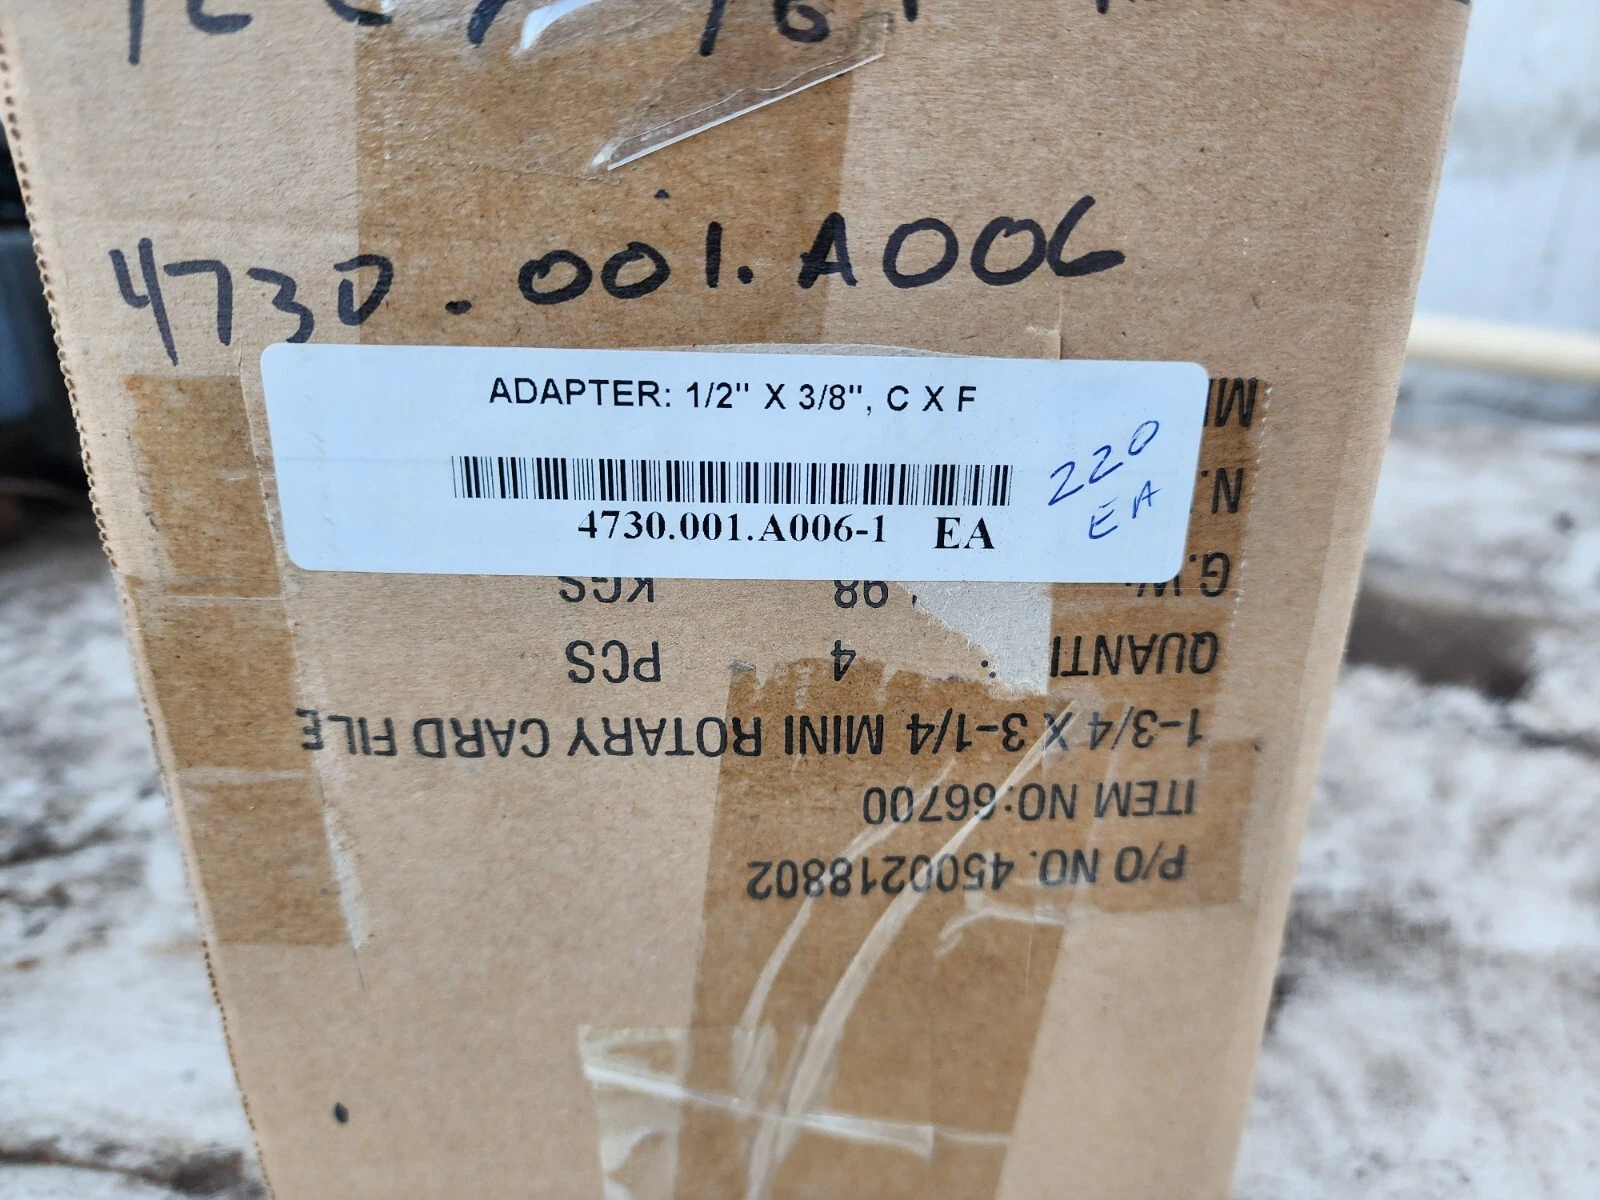 4730.001.A006
ADAPTER: 1/2" X 3/8", C X F
220
EA
4730.001.A006-1 EA
P/O NO. 4500218802
ITEM NO:66700
1-3/4 X 3-1/4 MINI ROTARY CARD FILE
QUANTI : 4 PCS
G.W. 98 KGS
N.